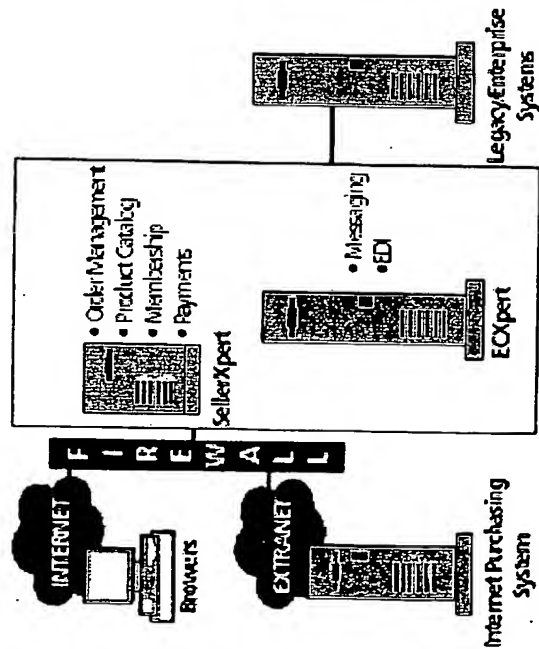 INTERNET
Browsers
EXTRANET
Internet Purchasing
System
FIREWALL
SellerXpert
• Order Management
• Product Catalog
• Membership
• Payments
ECXpert
• Messaging
• EDI
Legacy/Enterprise
Systems